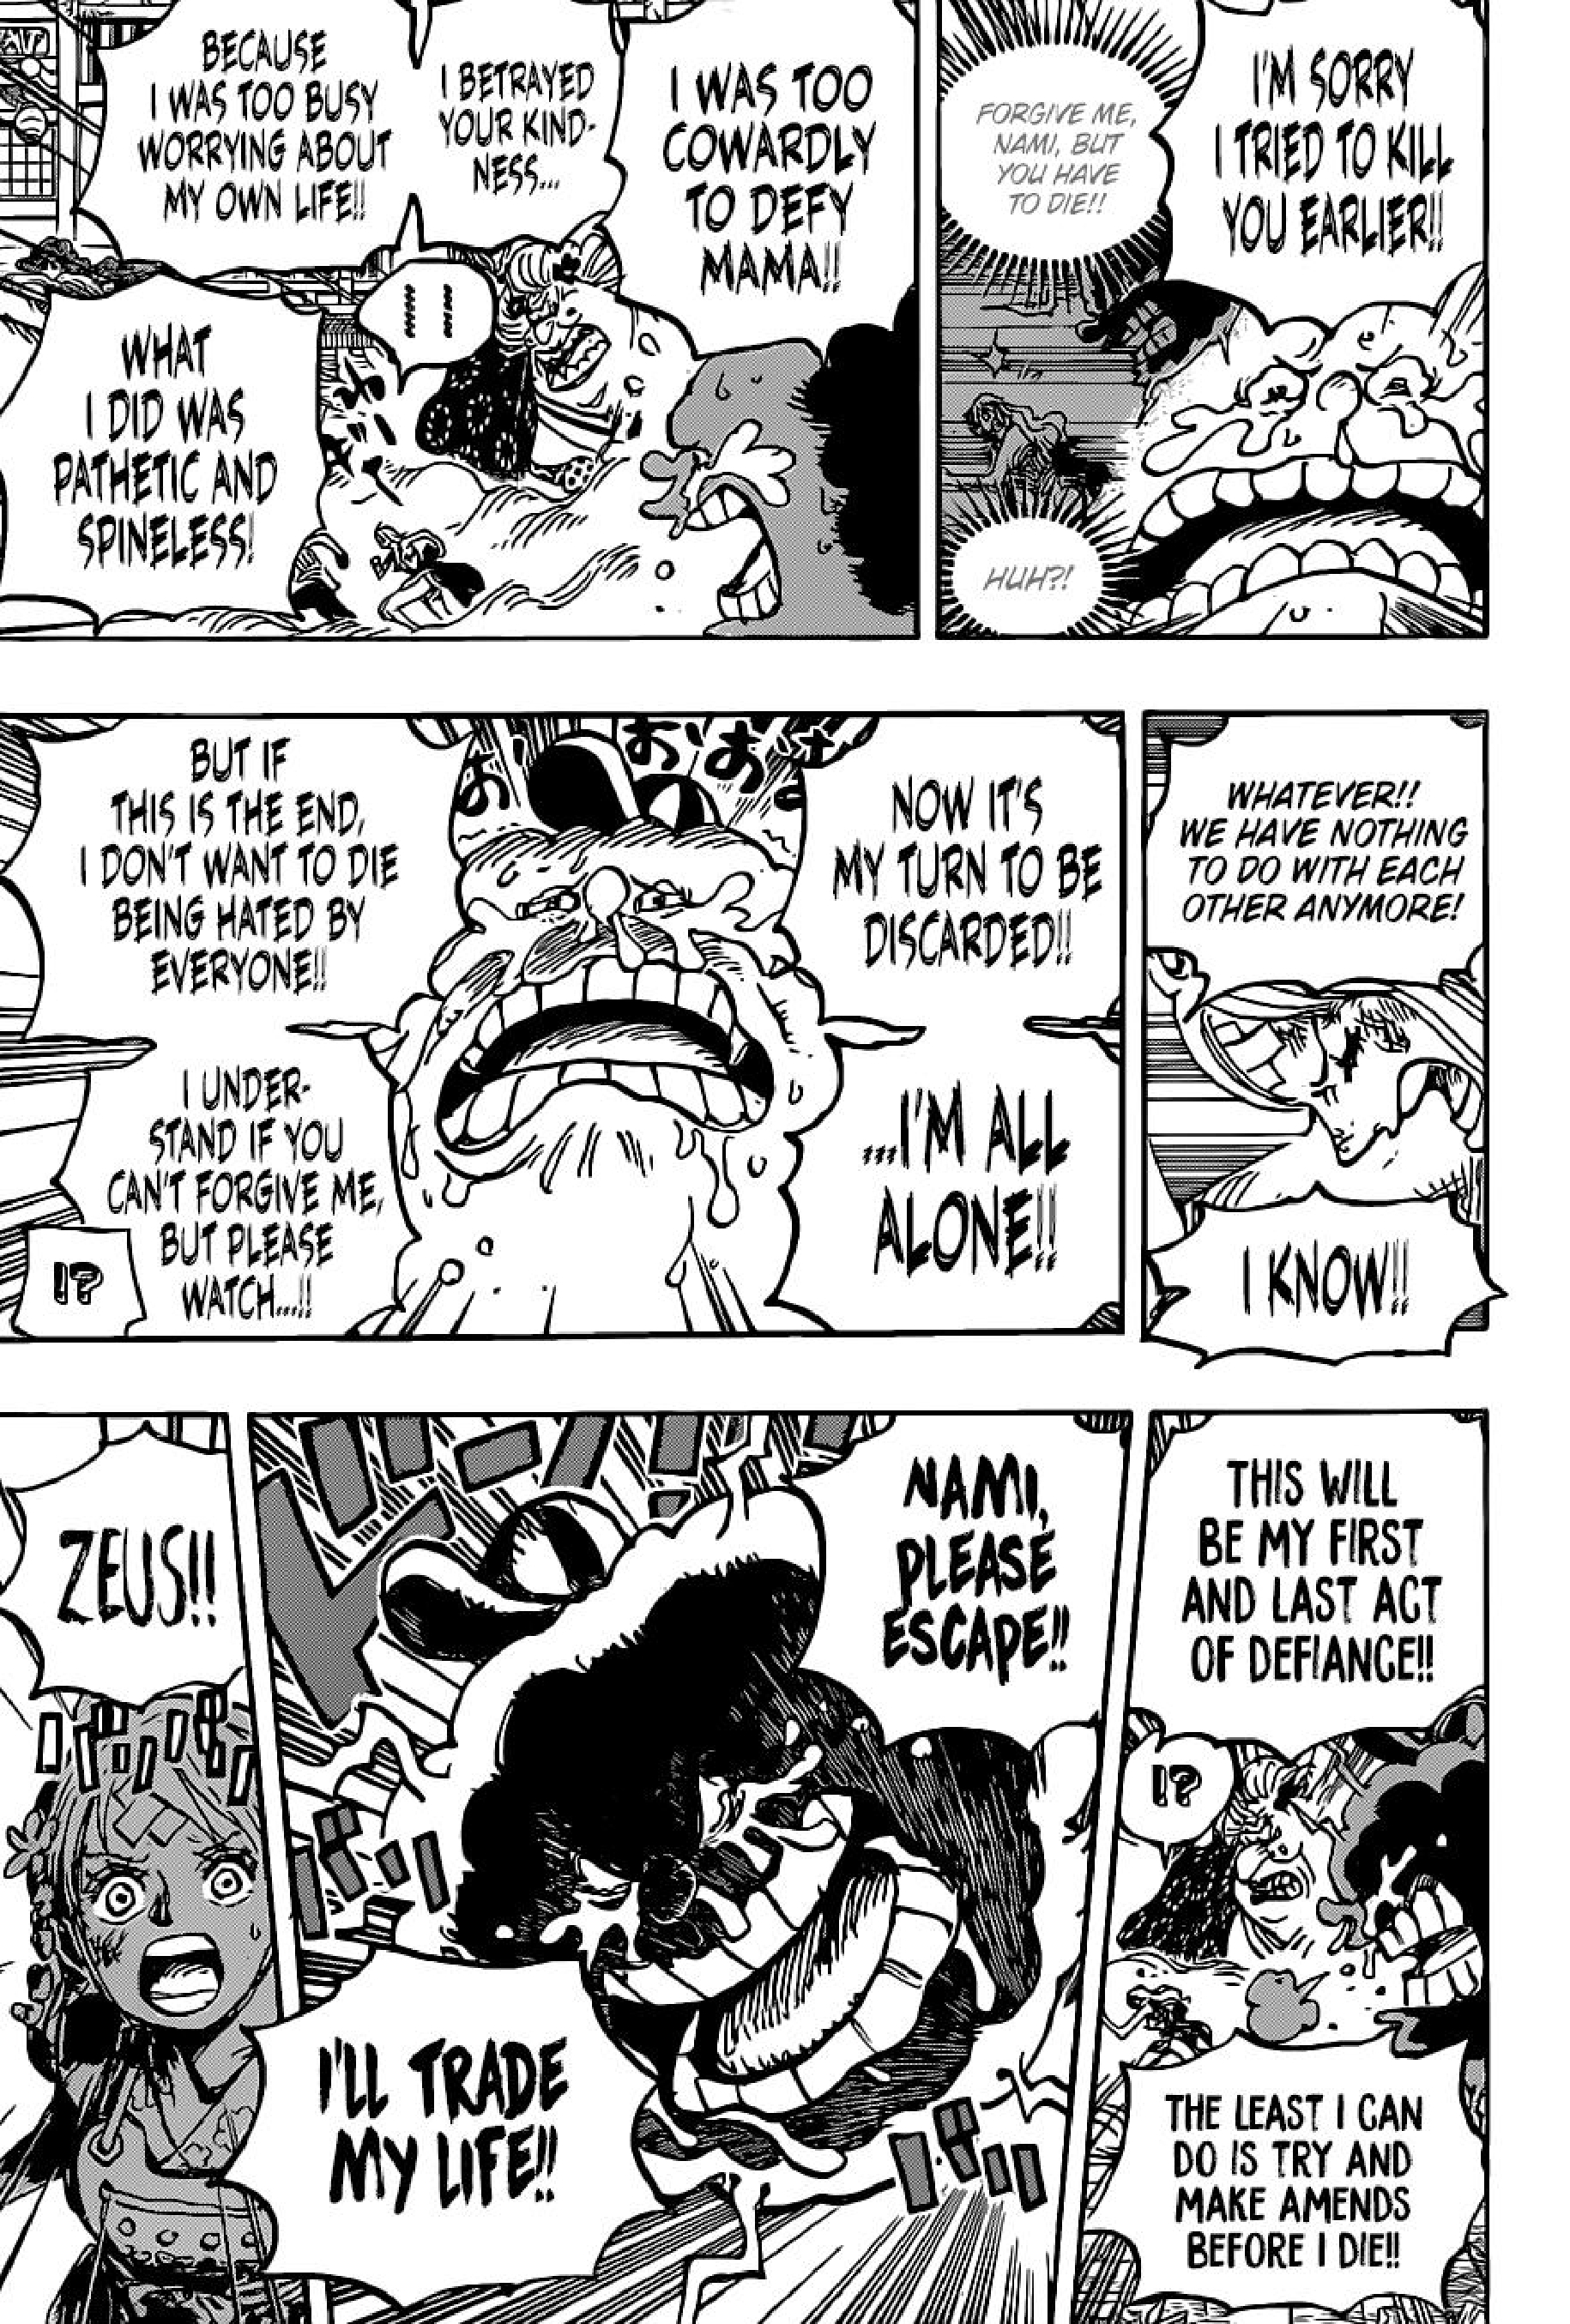 I'M SORRY
I TRIED TO KILL
YOU EARLIER!!
FORGIVE ME,
NAMI, BUT
YOU HAVE
TO DIE!!
HUH?!
I WAS TOO
COWARDLY
TO DEFY
MAMA!!
I BETRAYED
YOUR KIND-
NESS...
BECAUSE
I WAS TOO BUSY
WORRYING ABOUT
MY OWN LIFE!!
WHAT
I DID WAS
PATHETIC AND
SPINELESS!
WHATEVER!!
WE HAVE NOTHING
TO DO WITH EACH
OTHER ANYMORE!
I KNOW!!
NOW IT'S
MY TURN TO BE
DISCARDED!!
...I'M ALL
ALONE!!
おおお
BUT IF
THIS IS THE END,
I DON'T WANT TO DIE
BEING HATED BY
EVERYONE!!
I UNDER-
STAND IF YOU
CAN'T FORGIVE ME,
BUT PLEASE
WATCH...!!
!?
THIS WILL
BE MY FIRST
AND LAST ACT
OF DEFIANCE!!
!?
THE LEAST I CAN
DO IS TRY AND
MAKE AMENDS
BEFORE I DIE!!
NAMI,
PLEASE
ESCAPE!!
I'LL TRADE
MY LIFE!!
ZEUS!!